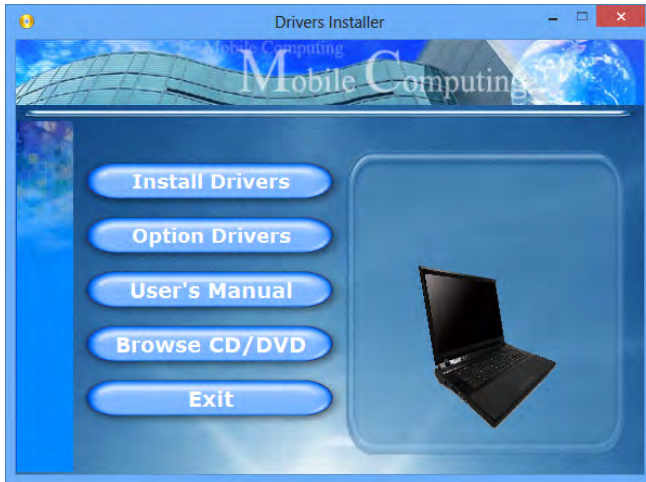 Drivers Installer
Mobile Computing
Mobile Computing
Install Drivers
Option Drivers
User's Manual
Browse CD/DVD
Exit